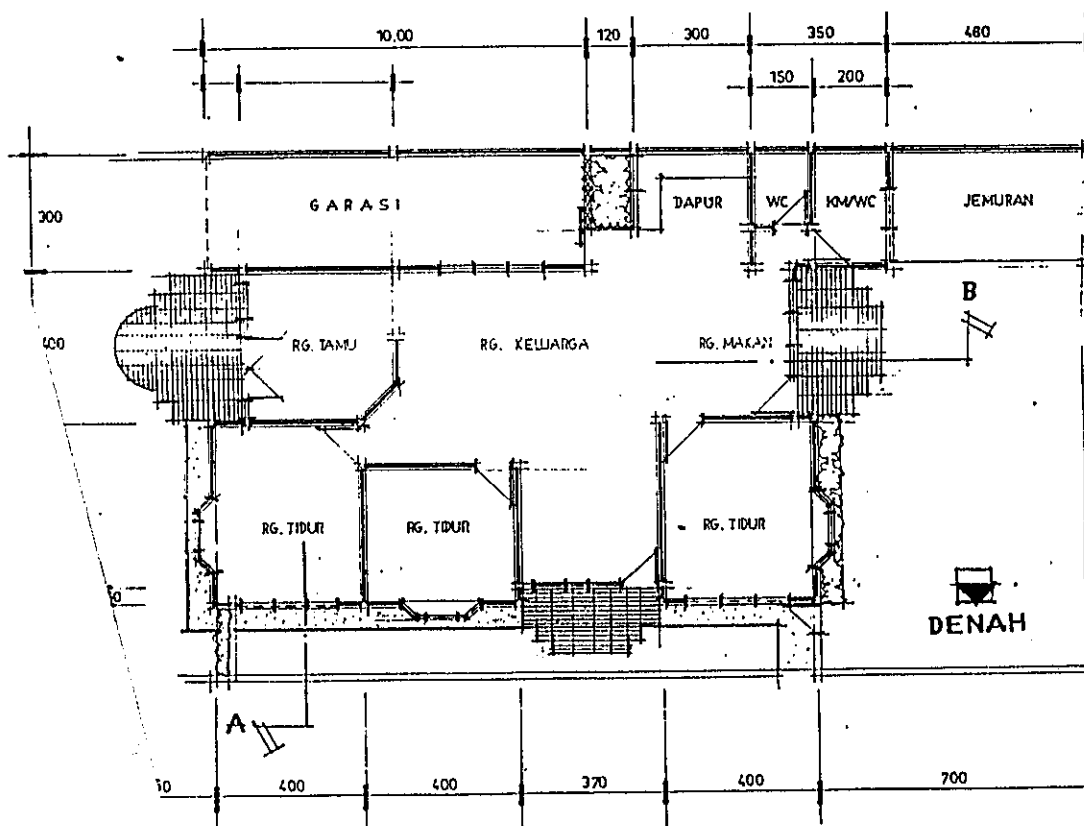 10,00 120 300 350 480
150 200
300
GARASI DAPUR WC KM/WC JEMURAN
B
400 RG. TAMU RG. KELUARGA RG. MAKAN
RG. TIDUR RG. TIDUR RG. TIDUR
DENAH
A
400 400 370 400 700